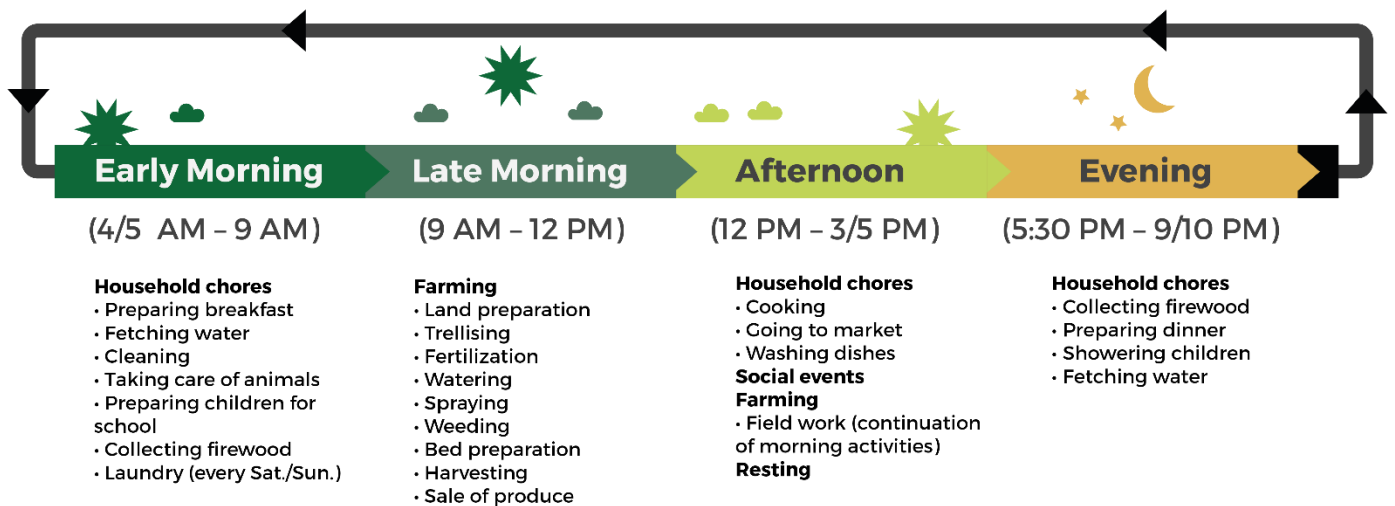 Early Morning
(4/5 AM – 9 AM)
Household chores
• Preparing breakfast
• Fetching water
• Cleaning
• Taking care of animals
• Preparing children for
school
• Collecting firewood
• Laundry (every Sat./Sun.)
Late Morning
(9 AM – 12 PM)
Farming
• Land preparation
• Trellising
• Fertilization
• Watering
• Spraying
• Weeding
• Bed preparation
• Harvesting
• Sale of produce
Afternoon
(12 PM – 3/5 PM)
Household chores
• Cooking
• Going to market
• Washing dishes
Social events
Farming
• Field work (continuation
of morning activities)
Resting
Evening
(5:30 PM – 9/10 PM)
Household chores
• Collecting firewood
• Preparing dinner
• Showering children
• Fetching water